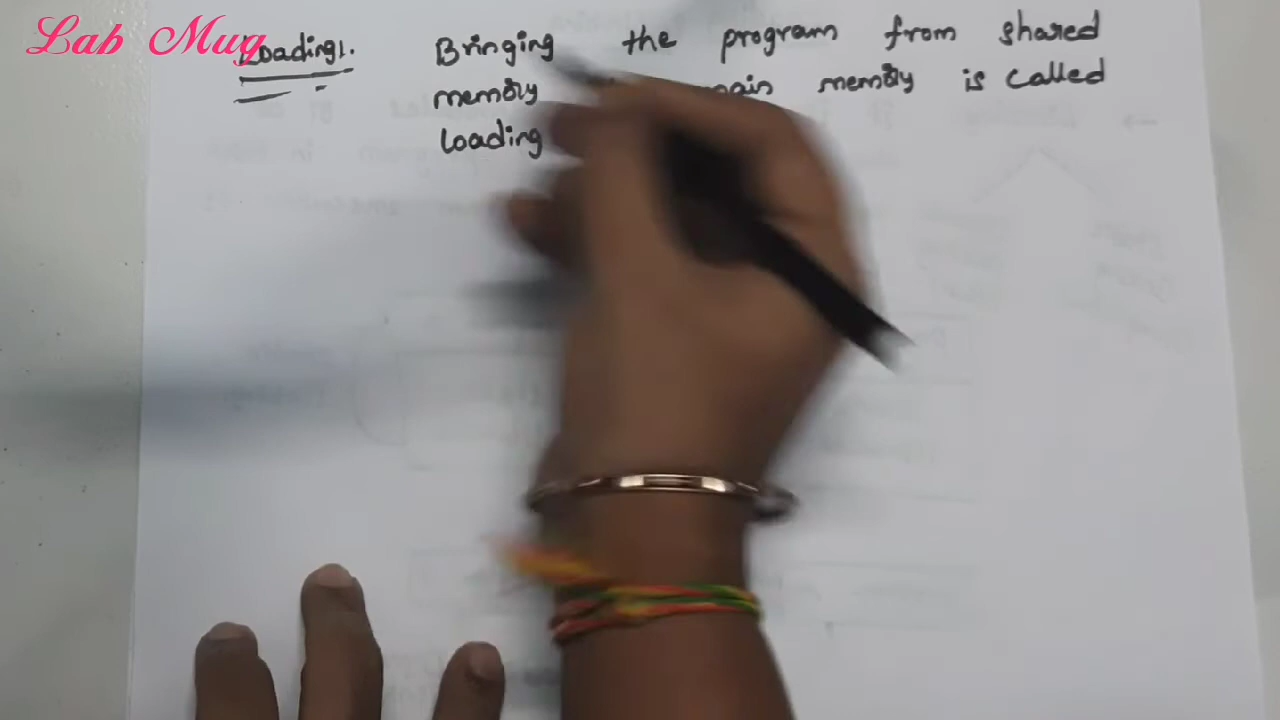 Lab Mug
Loading:. Bringing the program from shared
memory main memory is called
Loading